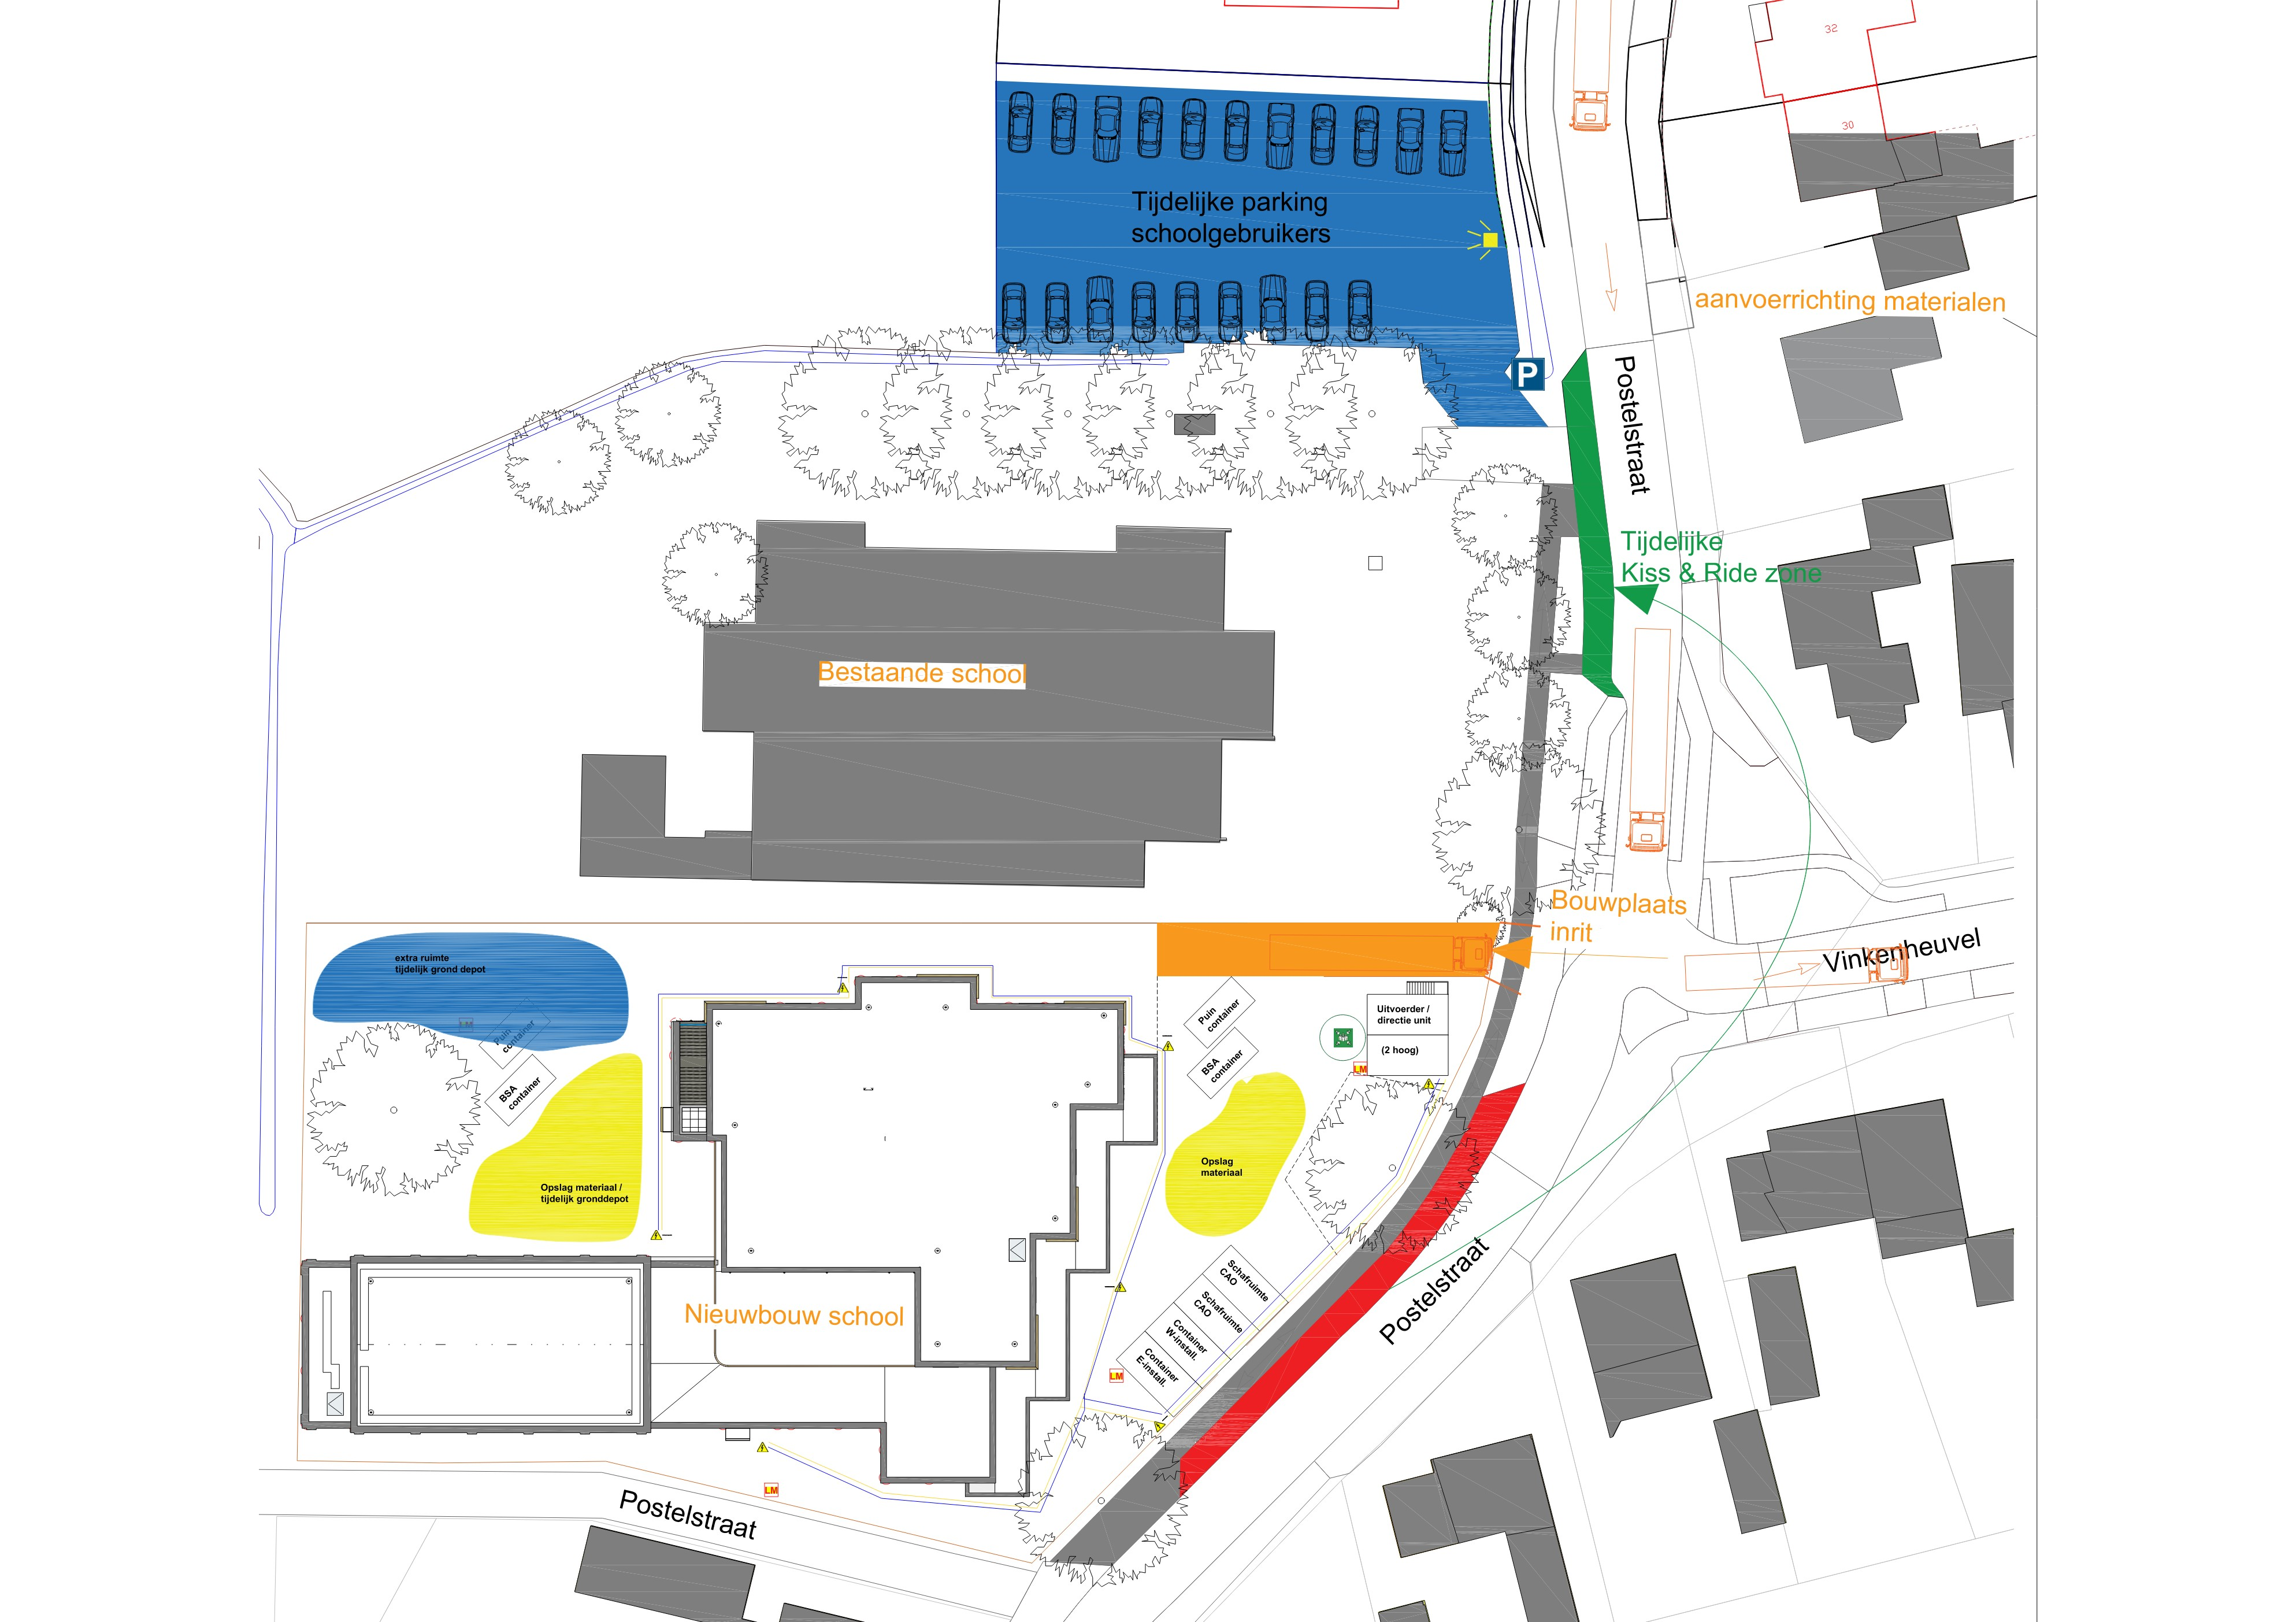 32
30
Tijdelijke parking
schoolgebruikers
aanvoerrichting materialen
P
Postelstraat
Tijdelijke
Kiss & Ride zone
Bestaande school
Bouwplaats
inrit
Vinkenheuvel
extra ruimte
tijdelijk grond depot
LM
Puin
container
BSA
container
Opslag materiaal /
tijdelijk gronddepot
Puin
container
BSA
container
Uitvoerder /
directie unit
(2 hoog)
LM
Opslag
materiaal
Schafruimte
CAO
Schafruimte
CAO
Container
W-install.
Container
E-install.
LM
Nieuwbouw school
Postelstraat
LM
Postelstraat